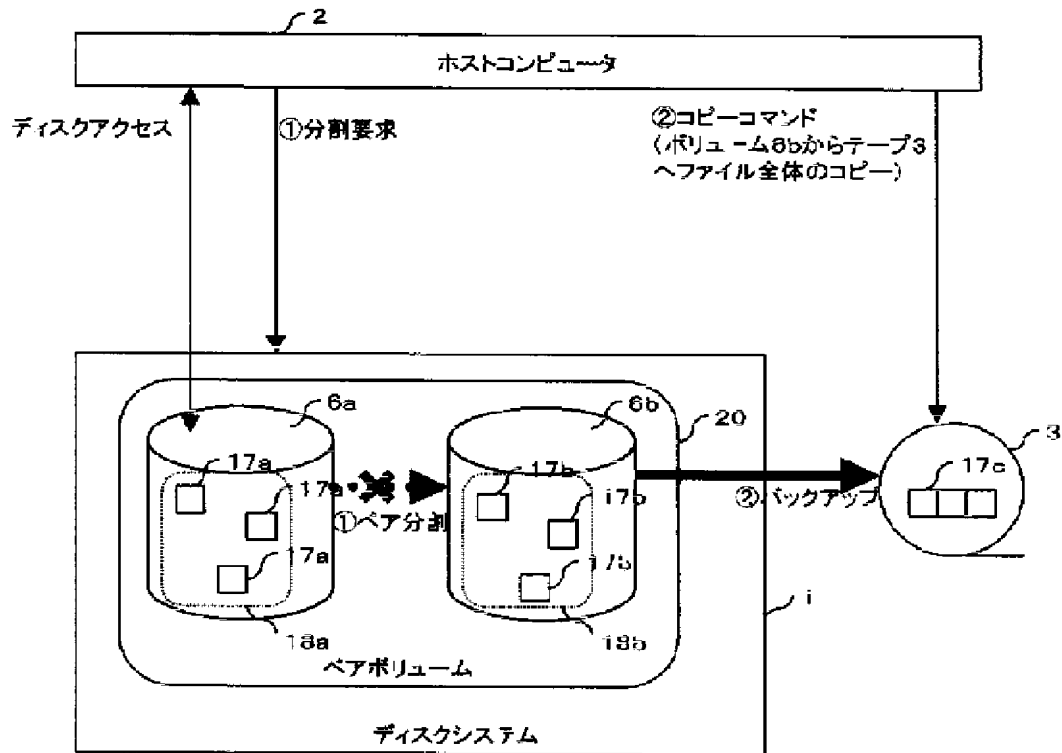 2
ホストコンピュータ
ディスクアクセス
①分割要求
②コピーコマンド
(ボリューム6bからテープ3
へファイル全体のコピー)
6a
6b
20
3
17a
17a
17a
17b
17b
17b
17c
①ペア分割
②バックアップ
1
18a
18b
ペアボリューム
ディスクシステム